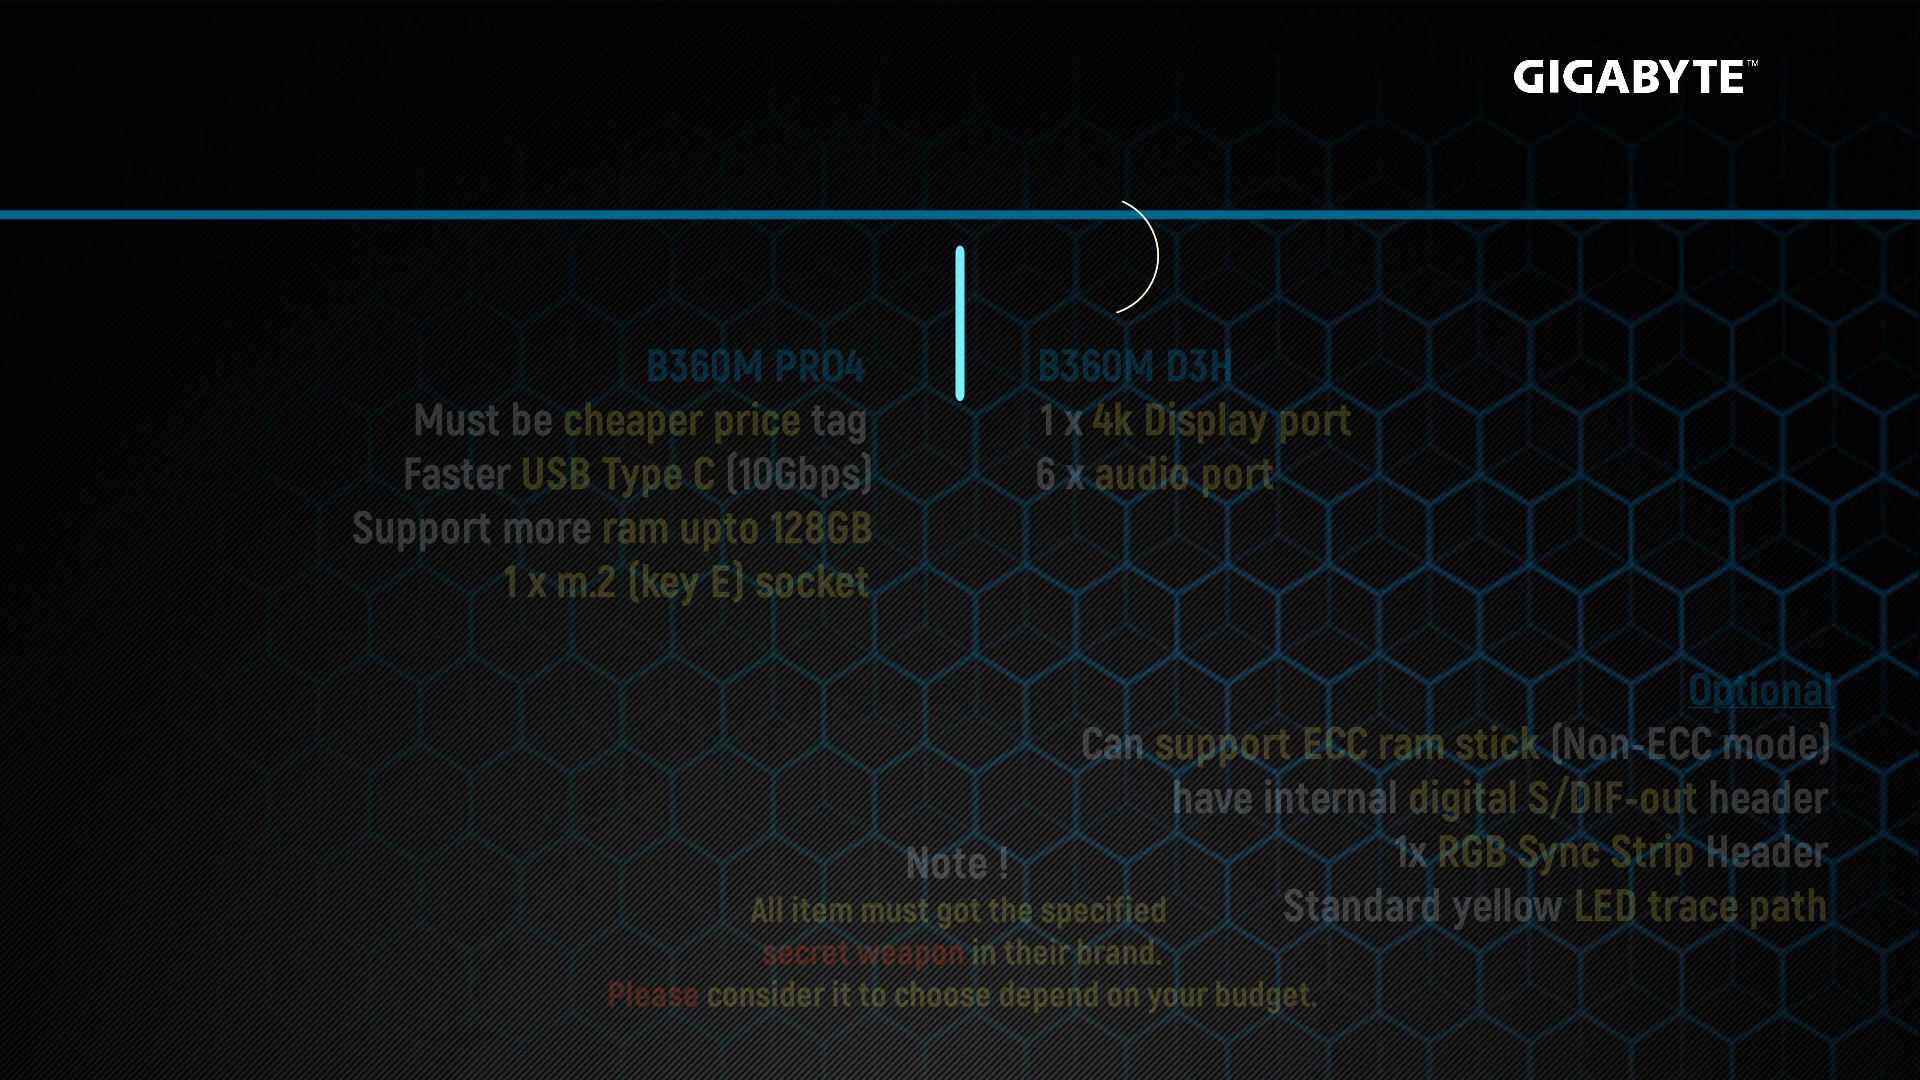 GIGABYTE™
B360M PRO4
Must be cheaper price tag
Faster USB Type C (10Gbps)
Support more ram upto 128GB
1 x m.2 (key E) socket
B360M D3H
1 x 4k Display port
6 x audio port
Optional
Can support ECC ram stick (Non-ECC mode)
have internal digital S/DIF-out header
1x RGB Sync Strip Header
Standard yellow LED trace path
Note !
All item must got the specified
secret weapon in their brand.
Please consider it to choose depend on your budget.